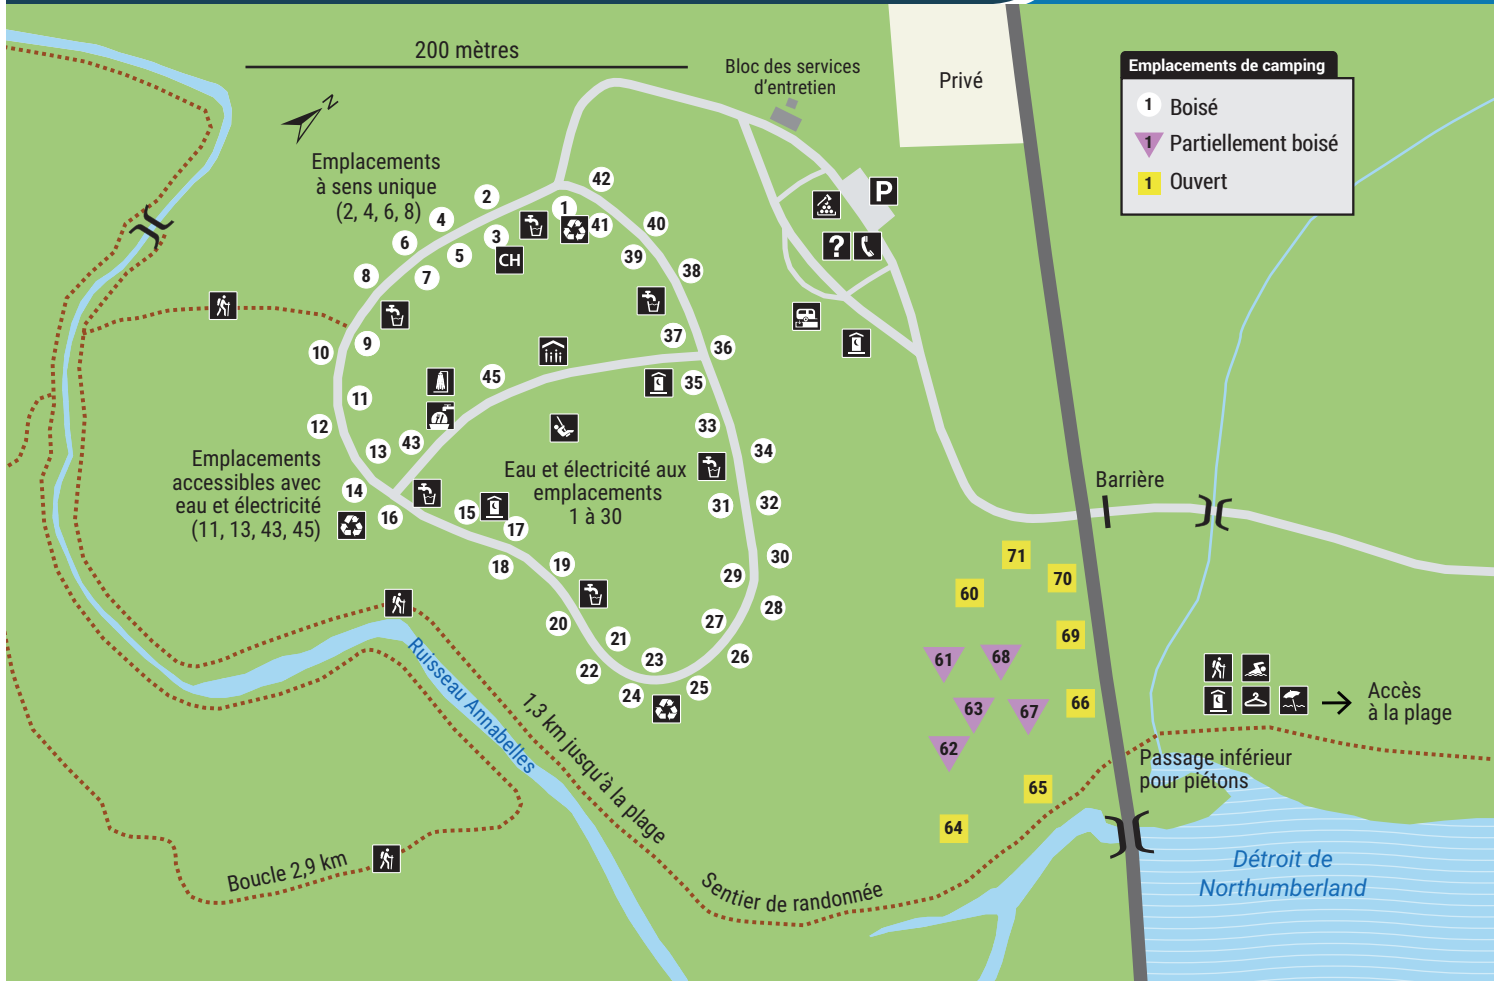 200 mètres
N
Bloc des services
d'entretien
Privé
Emplacements de camping
1 Boisé
1 Partiellement boisé
1 Ouvert
Emplacements
à sens unique
(2, 4, 6, 8)
P
?
CH
1
2
3
4
5
6
7
8
9
10
11
12
13
14
15
16
17
18
19
20
21
22
23
24
25
26
27
28
29
30
31
32
33
34
35
36
37
38
39
40
41
42
43
45
Emplacements
accessibles avec
eau et électricité
(11, 13, 43, 45)
Eau et électricité aux
emplacements
1 à 30
Barrière
71
70
60
69
61
68
63
67
66
62
65
64
Accès
à la plage
Passage inférieur
pour piétons
Ruisseau Annabelles
1,3 km jusqu'à la plage
Boucle 2,9 km
Sentier de randonnée
Détroit de
Northumberland